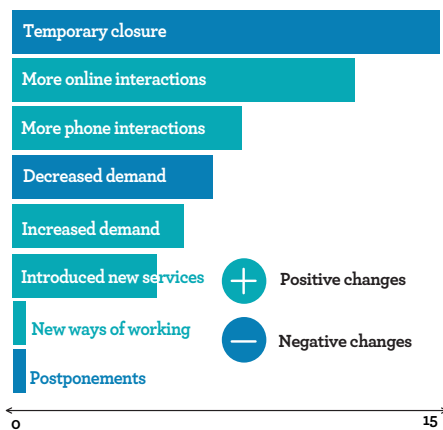 Temporary closure
More online interactions
More phone interactions
Decreased demand
Increased demand
Introduced new services
New ways of working
Postponements
+ Positive changes
− Negative changes
0 15